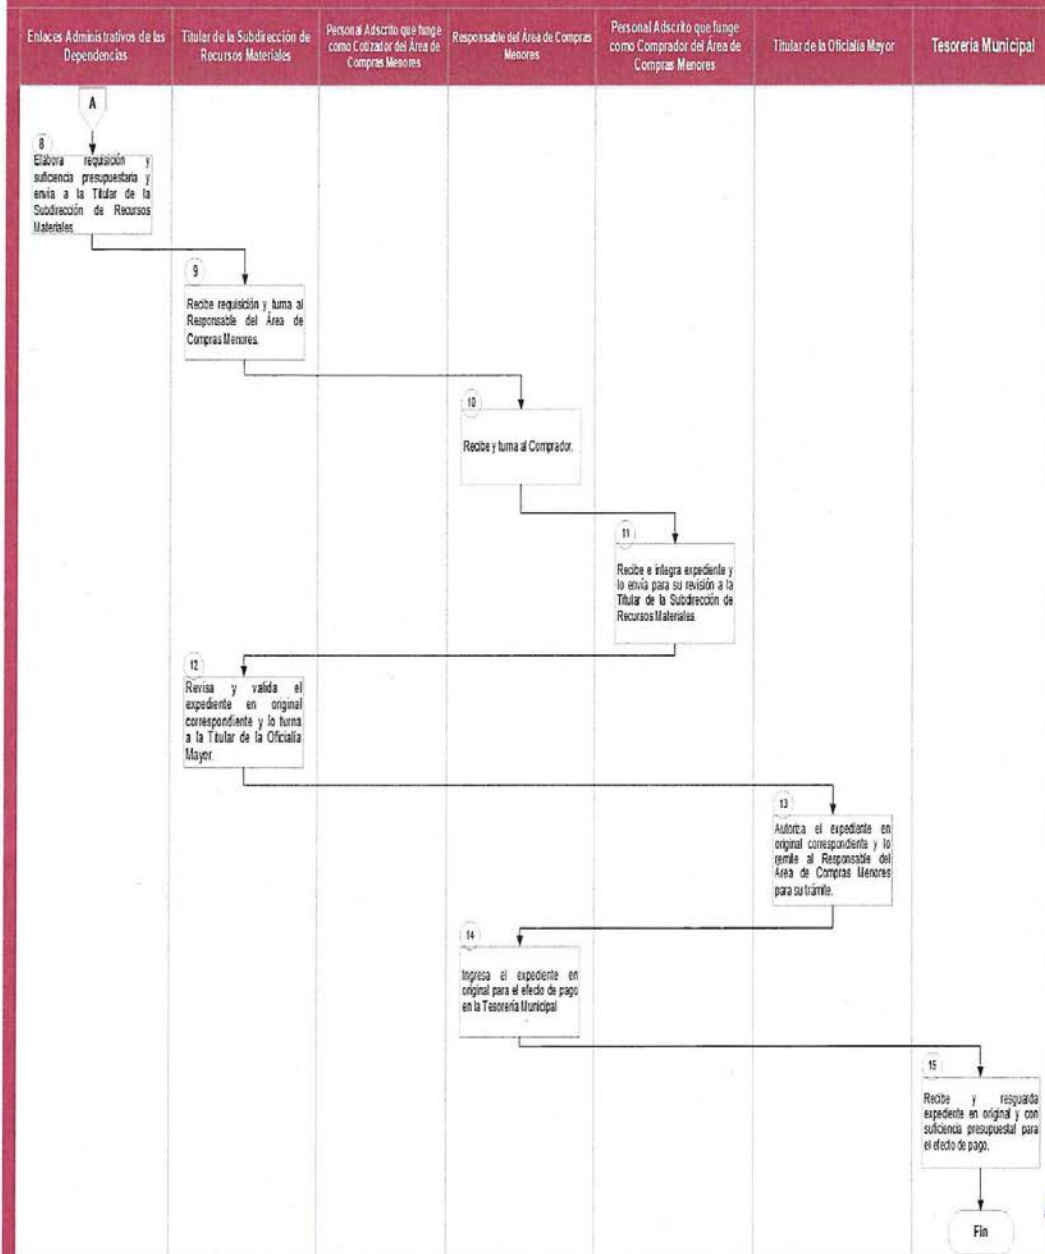 Enlaces Administrativos de las
Dependencias
Titular de la Subdirección de
Recursos Materiales
Personal Adscrito que funge
como Cotizador del Área de
Compras Menores
Responsable del Área de Compras
Menores
Personal Adscrito que funge
como Comprador del Área de
Compras Menores
Titular de la Oficialía Mayor
Tesorería Municipal
A
8
Elabora requisición y
suficiencia presupuestaria y
envía a la Titular de la
Subdirección de Recursos
Materiales.
9
Recibe requisición y turna al
Responsable del Área de
Compras Menores.
10
Recibe y turna al Comprador.
11
Recibe e integra expediente y
lo envía para su revisión a la
Titular de la Subdirección de
Recursos Materiales.
12
Revisa y valida el
expediente en original
correspondiente y lo turna
a la Titular de la Oficialía
Mayor.
13
Autoriza el expediente en
original correspondiente y lo
remite al Responsable del
Área de Compras Menores
para su trámite.
14
Ingresa el expediente en
original para el efecto de pago
en la Tesorería Municipal
15
Recibe y resguarda
expediente en original y con
suficiencia presupuestal para
el efecto de pago.
Fin